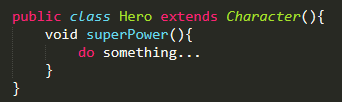 public class Hero extends Character(){
    void superPower(){
        do something...
    }
}